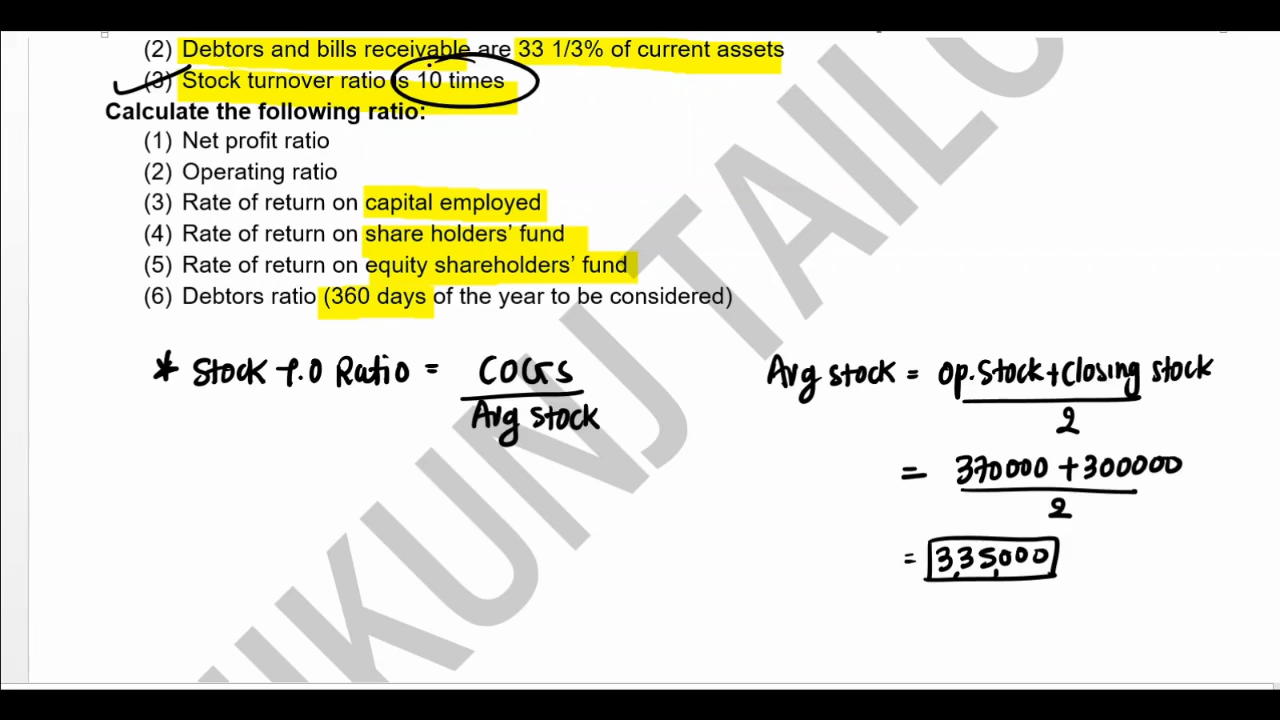 (2) Debtors and bills receivable are 33 1/3% of current assets
(3) Stock turnover ratio is 10 times
Calculate the following ratio:
(1) Net profit ratio
(2) Operating ratio
(3) Rate of return on capital employed
(4) Rate of return on share holders' fund
(5) Rate of return on equity shareholders' fund
(6) Debtors ratio (360 days of the year to be considered)
* Stock T.O Ratio = COGS
Avg stock
Avg stock = Op. Stock + Closing stock
2
= 370000 + 300000
2
= 3,35,000